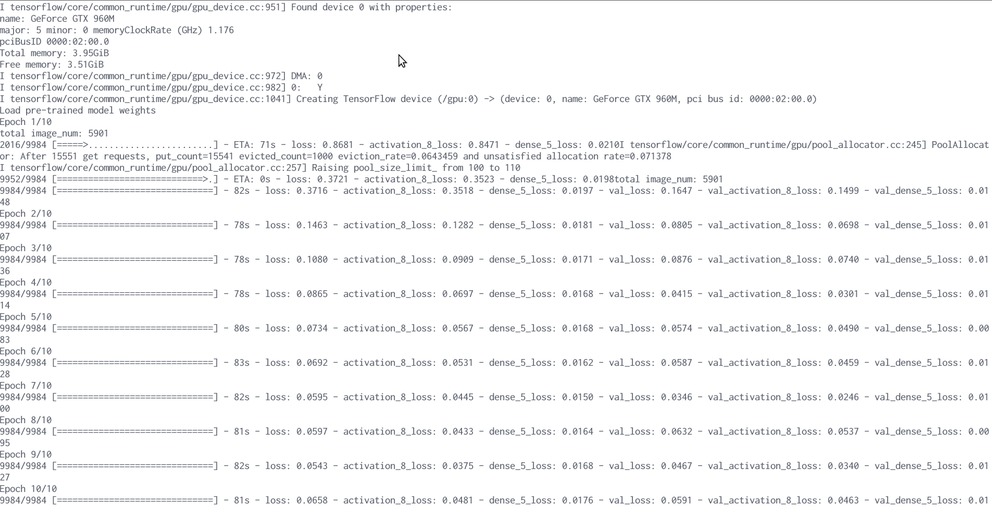 I tensorflow/core/common_runtime/gpu/gpu_device.cc:951] Found device 0 with properties:
name: GeForce GTX 960M
major: 5 minor: 0 memoryClockRate (GHz) 1.176
pciBusID 0000:02:00.0
Total memory: 3.95GiB
Free memory: 3.51GiB
I tensorflow/core/common_runtime/gpu/gpu_device.cc:972] DMA: 0
I tensorflow/core/common_runtime/gpu/gpu_device.cc:982] 0:   Y
I tensorflow/core/common_runtime/gpu/gpu_device.cc:1041] Creating TensorFlow device (/gpu:0) -> (device: 0, name: GeForce GTX 960M, pci bus id: 0000:02:00.0)
Load pre-trained model weights
Epoch 1/10
total image_num: 5901
2016/9984 [=====>........................] - ETA: 71s - loss: 0.8681 - activation_8_loss: 0.8471 - dense_5_loss: 0.0210I tensorflow/core/common_runtime/gpu/pool_allocator.cc:245] PoolAllocat
or: After 15551 get requests, put_count=15541 evicted_count=1000 eviction_rate=0.0643459 and unsatisfied allocation rate=0.071378
I tensorflow/core/common_runtime/gpu/pool_allocator.cc:257] Raising pool_size_limit_ from 100 to 110
9952/9984 [============================>.] - ETA: 0s - loss: 0.3721 - activation_8_loss: 0.3523 - dense_5_loss: 0.0198total image_num: 5901
9984/9984 [==============================] - 82s - loss: 0.3716 - activation_8_loss: 0.3518 - dense_5_loss: 0.0197 - val_loss: 0.1647 - val_activation_8_loss: 0.1499 - val_dense_5_loss: 0.01
48
Epoch 2/10
9984/9984 [==============================] - 78s - loss: 0.1463 - activation_8_loss: 0.1282 - dense_5_loss: 0.0181 - val_loss: 0.0805 - val_activation_8_loss: 0.0698 - val_dense_5_loss: 0.01
07
Epoch 3/10
9984/9984 [==============================] - 78s - loss: 0.1080 - activation_8_loss: 0.0909 - dense_5_loss: 0.0171 - val_loss: 0.0876 - val_activation_8_loss: 0.0740 - val_dense_5_loss: 0.01
36
Epoch 4/10
9984/9984 [==============================] - 78s - loss: 0.0865 - activation_8_loss: 0.0697 - dense_5_loss: 0.0168 - val_loss: 0.0415 - val_activation_8_loss: 0.0301 - val_dense_5_loss: 0.01
14
Epoch 5/10
9984/9984 [==============================] - 80s - loss: 0.0734 - activation_8_loss: 0.0567 - dense_5_loss: 0.0168 - val_loss: 0.0574 - val_activation_8_loss: 0.0490 - val_dense_5_loss: 0.00
83
Epoch 6/10
9984/9984 [==============================] - 83s - loss: 0.0692 - activation_8_loss: 0.0531 - dense_5_loss: 0.0162 - val_loss: 0.0587 - val_activation_8_loss: 0.0459 - val_dense_5_loss: 0.01
28
Epoch 7/10
9984/9984 [==============================] - 82s - loss: 0.0595 - activation_8_loss: 0.0445 - dense_5_loss: 0.0150 - val_loss: 0.0346 - val_activation_8_loss: 0.0246 - val_dense_5_loss: 0.01
00
Epoch 8/10
9984/9984 [==============================] - 81s - loss: 0.0597 - activation_8_loss: 0.0433 - dense_5_loss: 0.0164 - val_loss: 0.0632 - val_activation_8_loss: 0.0537 - val_dense_5_loss: 0.00
95
Epoch 9/10
9984/9984 [==============================] - 82s - loss: 0.0543 - activation_8_loss: 0.0375 - dense_5_loss: 0.0168 - val_loss: 0.0467 - val_activation_8_loss: 0.0340 - val_dense_5_loss: 0.01
27
Epoch 10/10
9984/9984 [==============================] - 81s - loss: 0.0658 - activation_8_loss: 0.0481 - dense_5_loss: 0.0176 - val_loss: 0.0591 - val_activation_8_loss: 0.0463 - val_dense_5_loss: 0.01